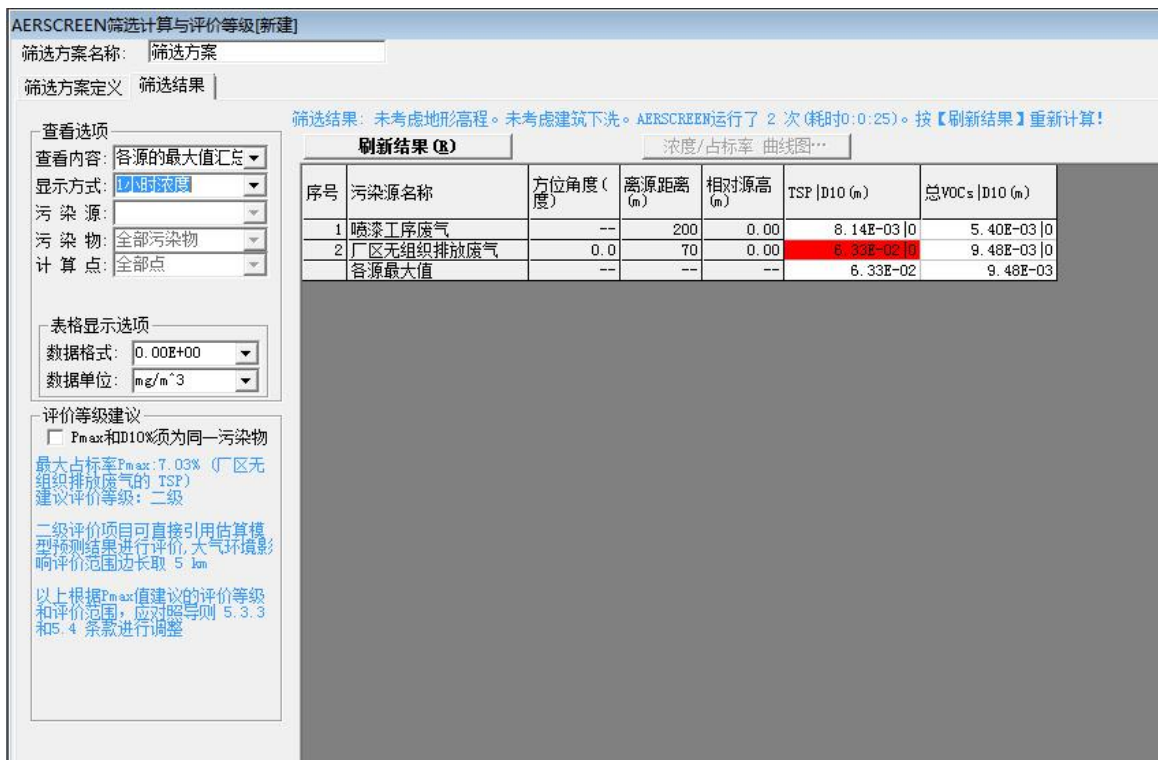 AERSCREEN筛选计算与评价等级[新建]
筛选方案名称: 筛选方案
筛选方案定义 筛选结果
查看选项
查看内容: 各源的最大值汇总
显示方式: 1小时浓度
污 染 源:
污 染 物: 全部污染物
计 算 点: 全部点
表格显示选项
数据格式: 0.00E+00
数据单位: mg/m^3
评价等级建议
Pmax和D10%须为同一污染物
最大占标率Pmax:7.03% (厂区无
组织排放废气的 TSP)
建议评价等级: 二级
二级评价项目可直接引用估算模
型预测结果进行评价,大气环境影
响评价范围边长取 5 km
以上根据Pmax值建议的评价等级
和评价范围, 应对照导则 5.3.3
和5.4 条款进行调整
筛选结果: 未考虑地形高程。未考虑建筑下洗。AERSCREEN运行了 2 次(耗时0:0:25)。按【刷新结果】重新计算!
刷新结果(R) 浓度/占标率 曲线图…
序号 污染源名称 方位角度(度) 离源距离(m) 相对源高(m) TSP|D10(m) 总VOCs|D10(m)
1 喷漆工序废气 -- 200 0.00 8.14E-03|0 5.40E-03|0
2 厂区无组织排放废气 0.0 70 0.00 6.33E-02|0 9.48E-03|0
各源最大值 -- -- -- 6.33E-02 9.48E-03